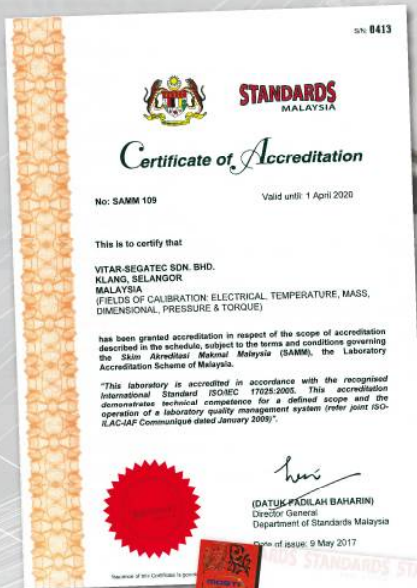 S/N: 0413
STANDARDS
MALAYSIA
Certificate of Accreditation
No: SAMM 109
Valid until: 1 April 2020
This is to certify that
VITAR-SEGATEC SDN. BHD.
KLANG, SELANGOR
MALAYSIA
(FIELDS OF CALIBRATION: ELECTRICAL, TEMPERATURE, MASS,
DIMENSIONAL, PRESSURE & TORQUE)
has been granted accreditation in respect of the scope of accreditation
described in the schedule, subject to the terms and conditions governing
the Skim Akreditasi Makmal Malaysia (SAMM), the Laboratory
Accreditation Scheme of Malaysia.
"This laboratory is accredited in accordance with the recognised
International Standard ISO/IEC 17025:2005. This accreditation
demonstrates technical competence for a defined scope and the
operation of a laboratory quality management system (refer joint ISO-
ILAC-IAF Communiqué dated January 2009)".
(DATUK FADILAH BAHARIN)
Director General
Department of Standards Malaysia
Date of issue: 9 May 2017
STANDARDS
Issuance of this Certificate is